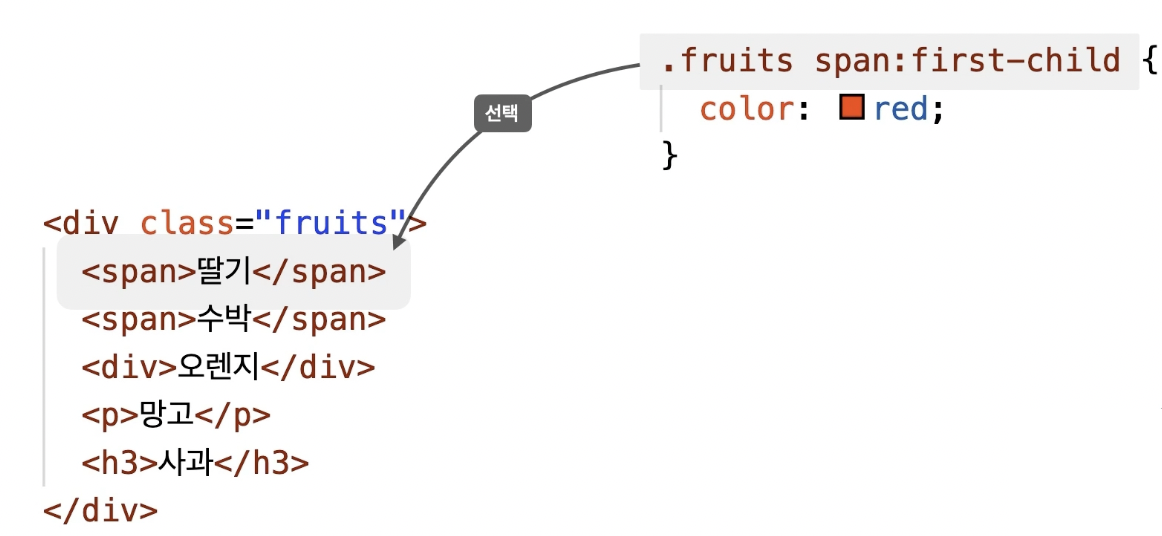 .fruits span:first-child {
color: red;
}
선택
<div class="fruits">
<span>딸기</span>
<span>수박</span>
<div>오렌지</div>
<p>망고</p>
<h3>사과</h3>
</div>